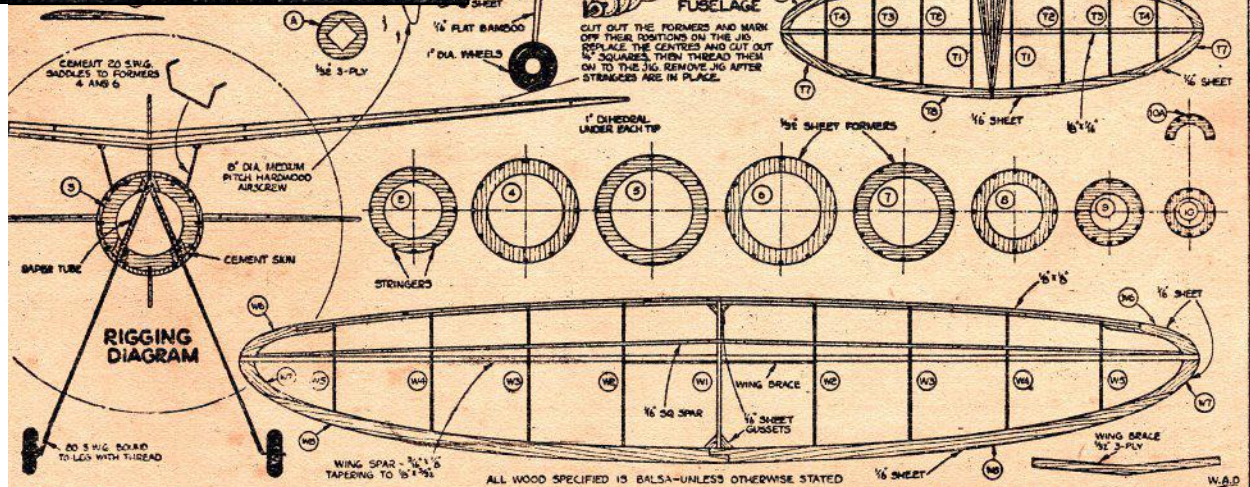 SHEET
1/16" FLAT BAMBOO
1" DIA. WHEELS
A
1/32 3-PLY
FUSELAGE
CUT OUT THE FORMERS AND MARK
OFF THEIR POSITIONS ON THE JIG.
REPLACE THE CENTRES AND CUT OUT
1/4" SQUARES, THEN THREAD THEM
ON TO THE JIG. REMOVE JIG AFTER
STRINGERS ARE IN PLACE.
T4 T3 T2 T2 T3 T4
T1 T1
T7 T7
T8
1/16 SHEET
1/16 SHEET
CEMENT 20 S.W.G.
SADDLES TO FORMERS
4 AND 6
8" DIA. MEDIUM
PITCH HARDWOOD
AIRSCREW
1" DIHEDRAL
UNDER EACH TIP
1/32" SHEET FORMERS
10A
3
2 4 5 6 7 8 9 10
PAPER TUBE
CEMENT SKIN
STRINGERS
RIGGING
DIAGRAM
20 S.W.G. BOUND
TO LEG WITH THREAD
W6
1/8" x 1/8"
W6
1/16" SHEET
W7 W5 W4 W3 W2 W1 W2 W3 W4 W5 W7
WING BRACE
1/16 SQ SPAR
1/16" SHEET
GUSSETS
W8
WING SPAR - 3/16" x 1/8"
TAPERING TO 1/8" x 3/32
1/16" SHEET
W8
WING BRACE
1/32" 3-PLY
ALL WOOD SPECIFIED IS BALSA-UNLESS OTHERWISE STATED
W.A.D